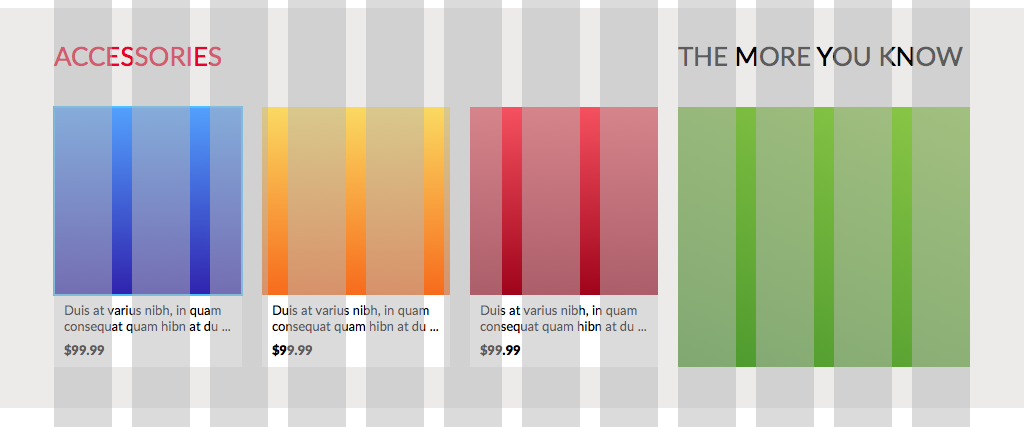 ACCESSORIES
THE MORE YOU KNOW
Duis at varius nibh, in quam
consequat quam hibn at du ...
$99.99
Duis at varius nibh, in quam
consequat quam hibn at du ...
$99.99
Duis at varius nibh, in quam
consequat quam hibn at du ...
$99.99